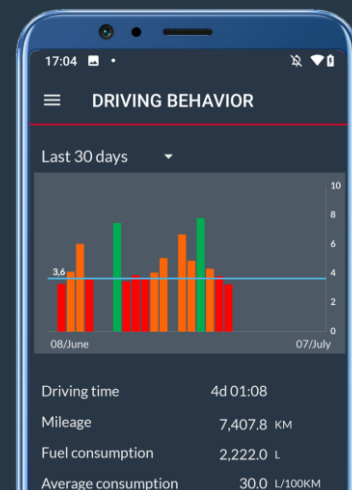 17:04
DRIVING BEHAVIOR
Last 30 days
10
8
6
3,6 4
2
0
08/June 07/July
Driving time 4d 01:08
Mileage 7,407.8 KM
Fuel consumption 2,222.0 L
Average consumption 30.0 L/100KM